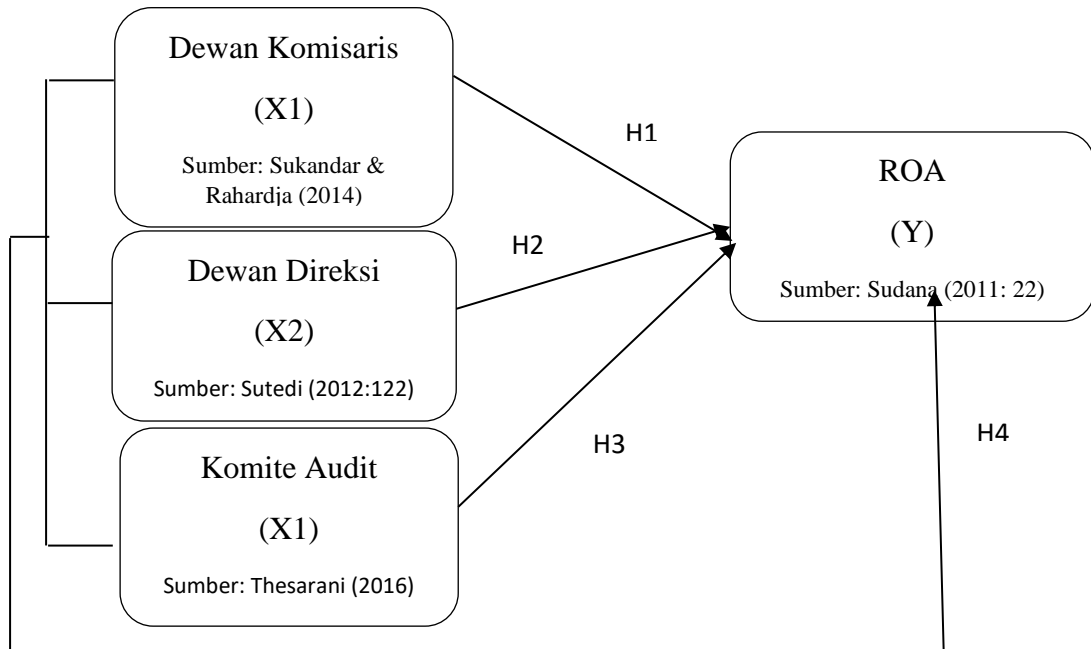 Dewan Komisaris
(X1)
Sumber: Sukandar &
Rahardja (2014)
H1
ROA
(Y)
Sumber: Sudana (2011: 22)
Dewan Direksi
(X2)
Sumber: Sutedi (2012:122)
H2
Komite Audit
(X1)
Sumber: Thesarani (2016)
H3
H4